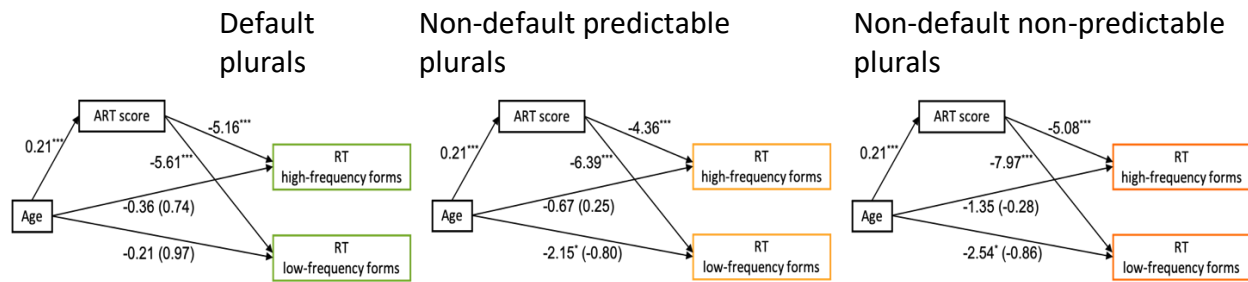 Default
plurals
ART score
0.21***
-5.16***
-5.61***
RT
high-frequency forms
Age
-0.36 (0.74)
-0.21 (0.97)
RT
low-frequency forms
Non-default predictable
plurals
ART score
0.21***
-4.36***
-6.39***
RT
high-frequency forms
Age
-0.67 (0.25)
-2.15* (-0.80)
RT
low-frequency forms
Non-default non-predictable
plurals
ART score
0.21***
-5.08***
-7.97***
RT
high-frequency forms
Age
-1.35 (-0.28)
-2.54* (-0.86)
RT
low-frequency forms